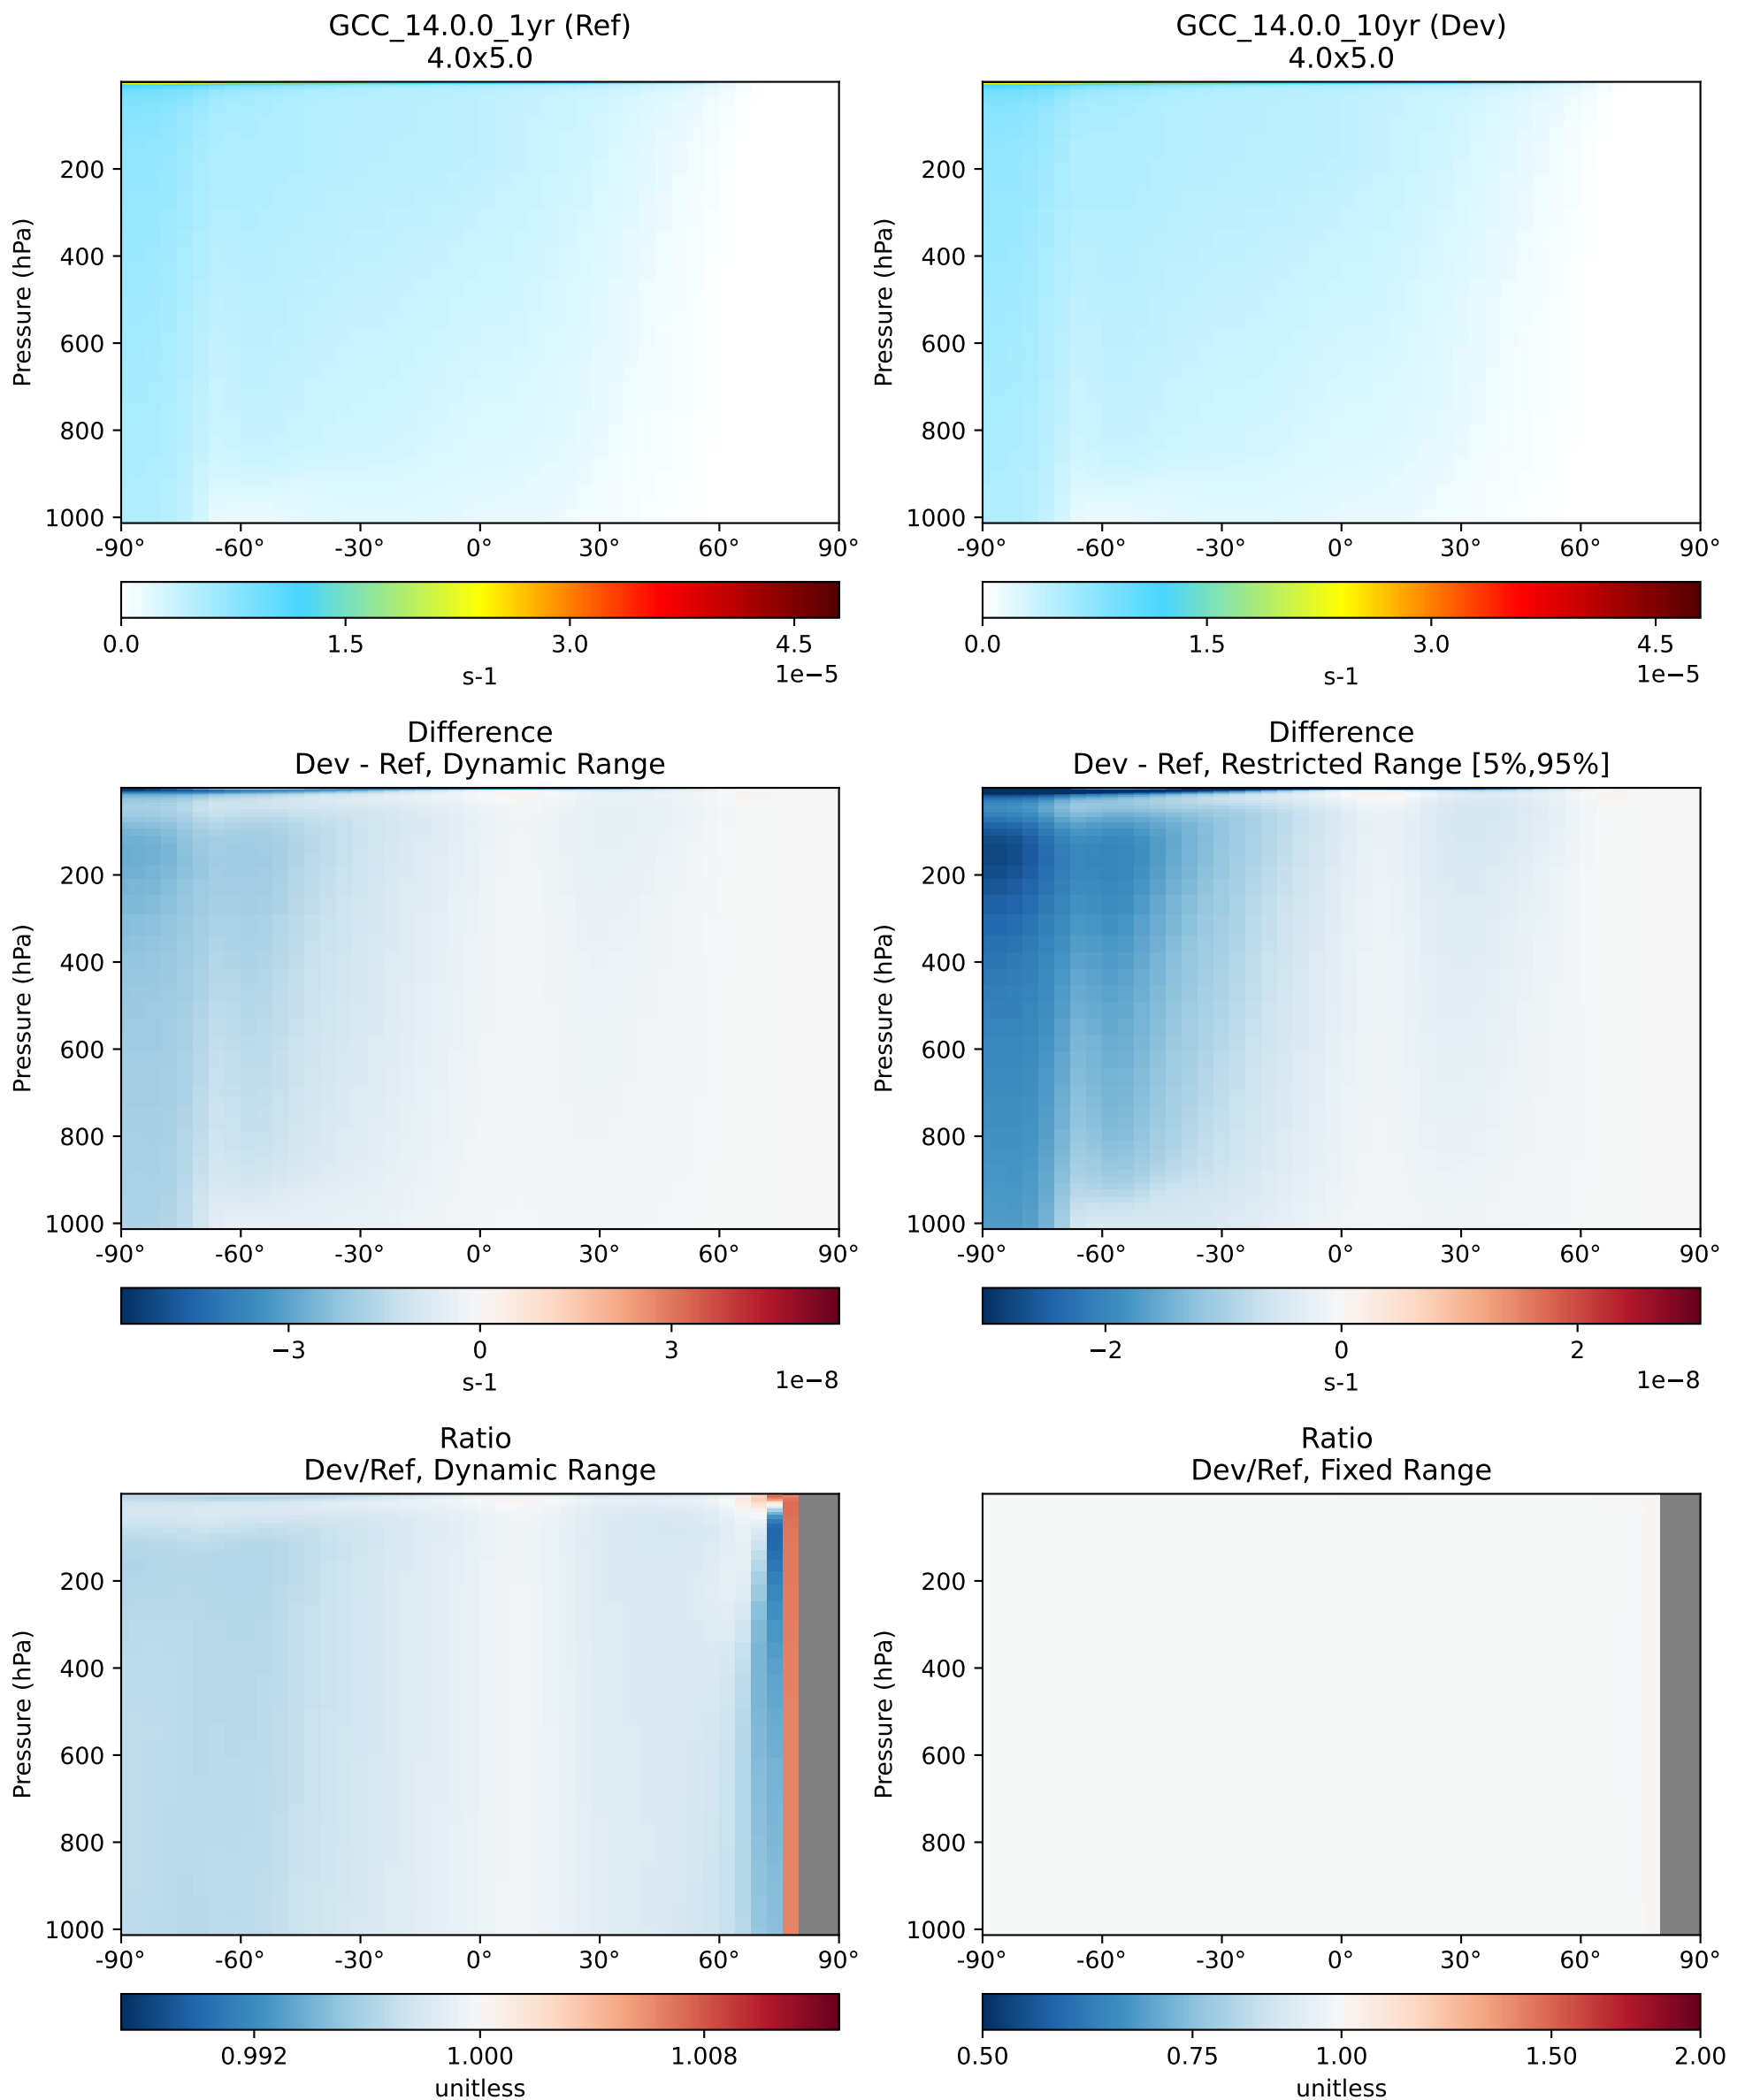 GCC_14.0.0_1yr (Ref)
4.0x5.0
Pressure (hPa)
200
400
600
800
1000
-90° -60° -30° 0° 30° 60° 90°
0.0 1.5 3.0 4.5
s-1 1e−5
GCC_14.0.0_10yr (Dev)
4.0x5.0
Pressure (hPa)
200
400
600
800
1000
-90° -60° -30° 0° 30° 60° 90°
0.0 1.5 3.0 4.5
s-1 1e−5
Difference
Dev - Ref, Dynamic Range
Pressure (hPa)
200
400
600
800
1000
-90° -60° -30° 0° 30° 60° 90°
−3 0 3
s-1 1e−8
Difference
Dev - Ref, Restricted Range [5%,95%]
Pressure (hPa)
200
400
600
800
1000
-90° -60° -30° 0° 30° 60° 90°
−2 0 2
s-1 1e−8
Ratio
Dev/Ref, Dynamic Range
Pressure (hPa)
200
400
600
800
1000
-90° -60° -30° 0° 30° 60° 90°
0.992 1.000 1.008
unitless
Ratio
Dev/Ref, Fixed Range
Pressure (hPa)
200
400
600
800
1000
-90° -60° -30° 0° 30° 60° 90°
0.50 0.75 1.00 1.50 2.00
unitless